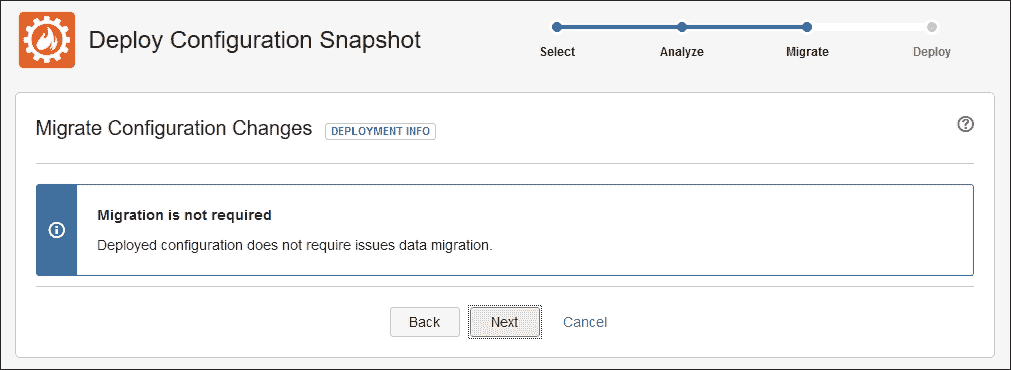 Deploy Configuration Snapshot
Select
Analyze
Migrate
Deploy
Migrate Configuration Changes
DEPLOYMENT INFO
Migration is not required
Deployed configuration does not require issues data migration.
Back
Next
Cancel